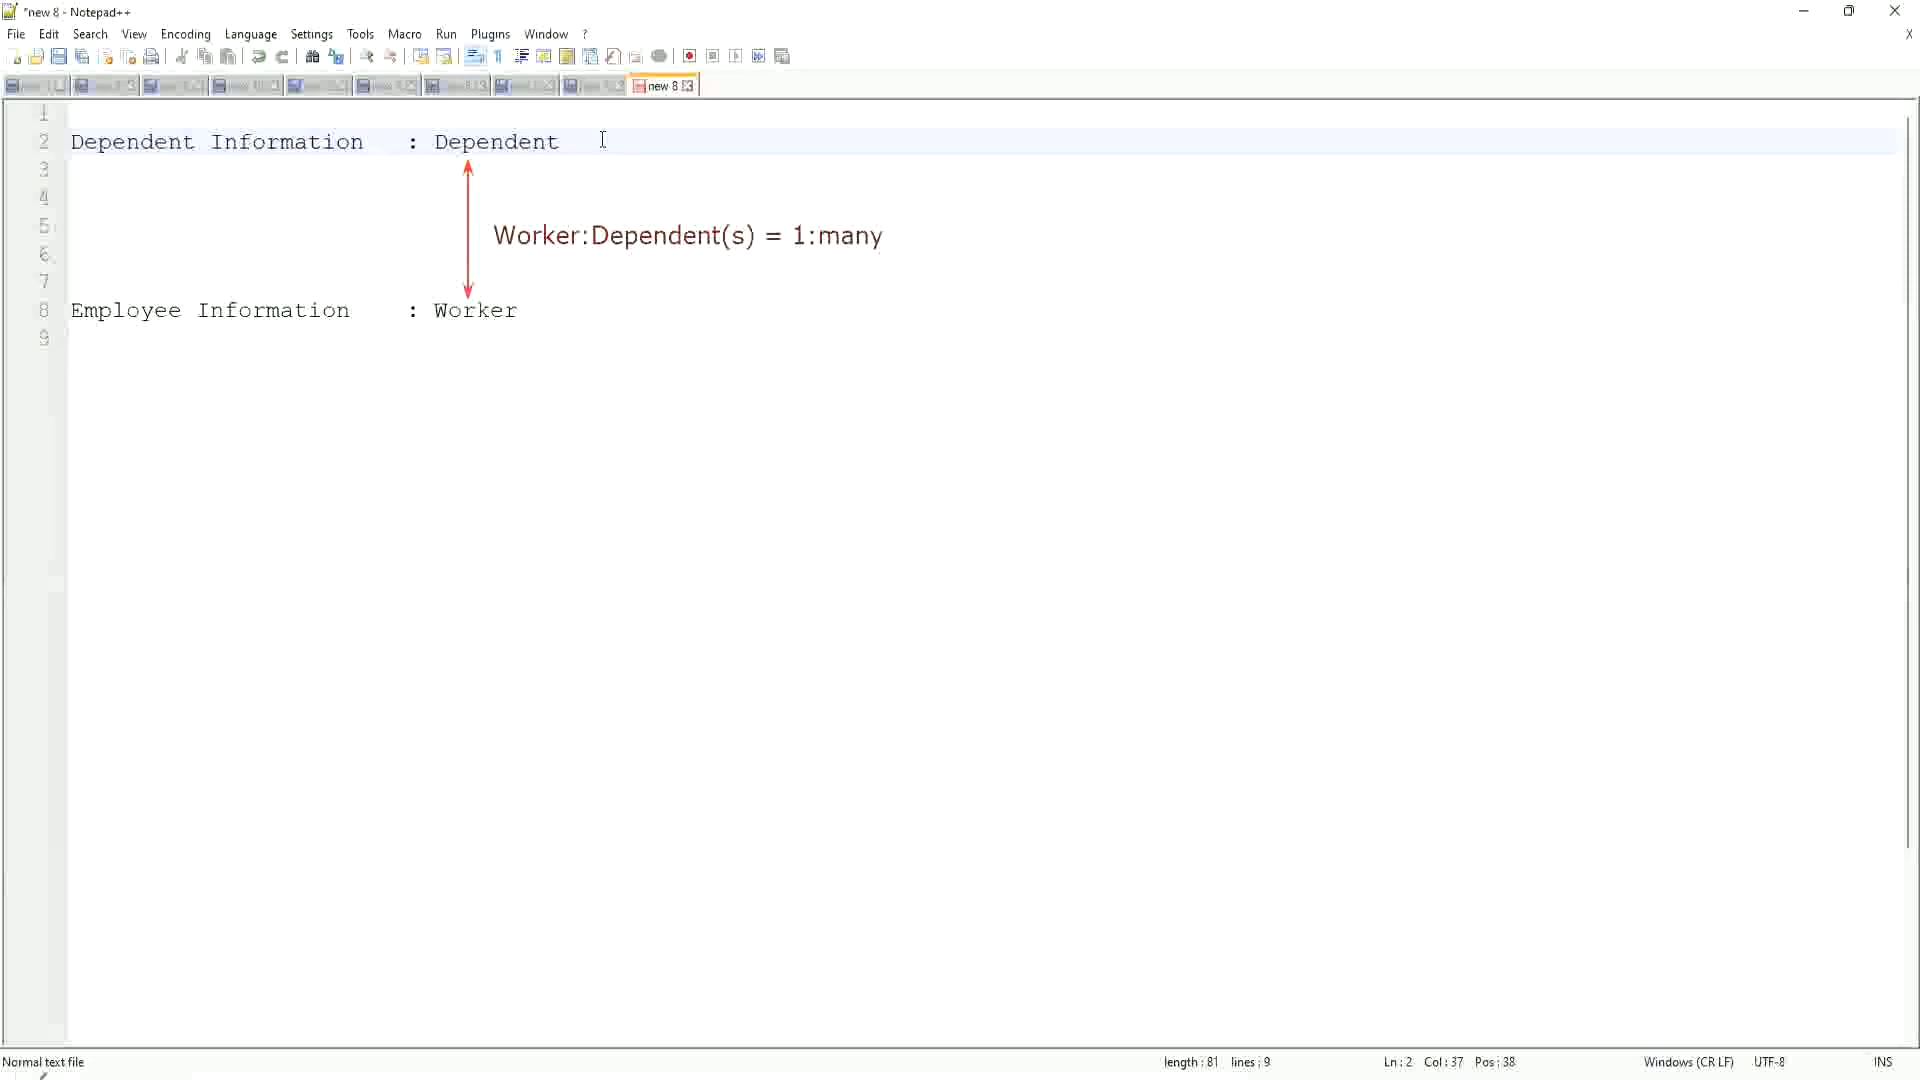 *new 8 - Notepad++
File Edit Search View Encoding Language Settings Tools Macro Run Plugins Window ?
X
new 8
1
2 Dependent Information : Dependent
3
4
5 Worker:Dependent(s) = 1:many
6
7
8 Employee Information : Worker
9
Normal text file length : 81 lines : 9 Ln : 2 Col : 37 Pos : 38 Windows (CR LF) UTF-8 INS